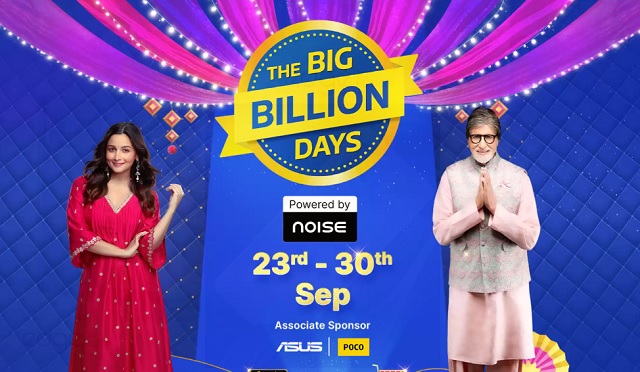 THE BIG
BILLION
DAYS
Powered by
noise
23rd - 30th
Sep
Associate Sponsor
ASUS | POCO